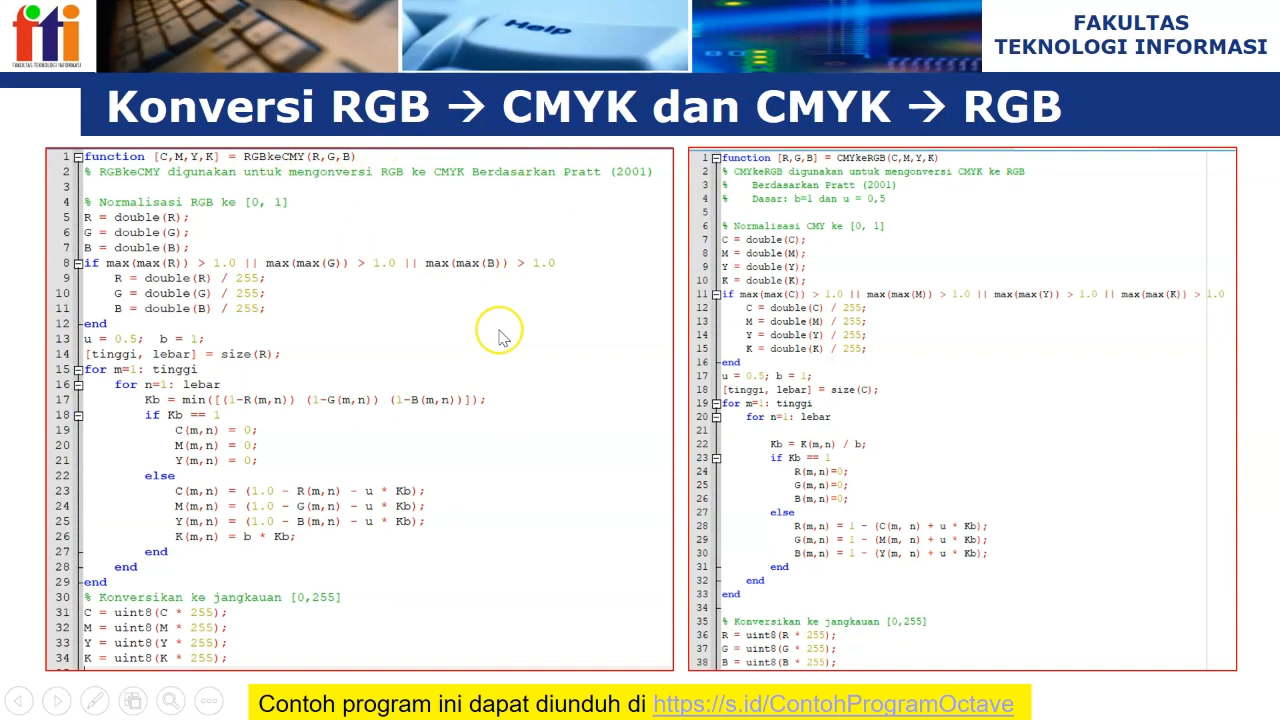 fti
FAKULTAS TEKNOLOGI INFORMASI
Help
FAKULTAS
TEKNOLOGI INFORMASI
Konversi RGB → CMYK dan CMYK → RGB
1 function [C,M,Y,K] = RGBkeCMY(R,G,B)
2 % RGBkeCMY digunakan untuk mengonversi RGB ke CMYK Berdasarkan Pratt (2001)
3
4 % Normalisasi RGB ke [0, 1]
5 R = double(R);
6 G = double(G);
7 B = double(B);
8 if max(max(R)) > 1.0 || max(max(G)) > 1.0 || max(max(B)) > 1.0
9 R = double(R) / 255;
10 G = double(G) / 255;
11 B = double(B) / 255;
12 end
13 u = 0.5; b = 1;
14 [tinggi, lebar] = size(R);
15 for m=1: tinggi
16 for n=1: lebar
17 Kb = min([(1-R(m,n)) (1-G(m,n)) (1-B(m,n))]);
18 if Kb == 1
19 C(m,n) = 0;
20 M(m,n) = 0;
21 Y(m,n) = 0;
22 else
23 C(m,n) = (1.0 - R(m,n) - u * Kb);
24 M(m,n) = (1.0 - G(m,n) - u * Kb);
25 Y(m,n) = (1.0 - B(m,n) - u * Kb);
26 K(m,n) = b * Kb;
27 end
28 end
29 end
30 % Konversikan ke jangkauan [0,255]
31 C = uint8(C * 255);
32 M = uint8(M * 255);
33 Y = uint8(Y * 255);
34 K = uint8(K * 255);
1 function [R,G,B] = CMYkeRGB(C,M,Y,K)
2 % CMYkeRGB digunakan untuk mengonversi CMYK ke RGB
3 % Berdasarkan Pratt (2001)
4 % Dasar: b=1 dan u = 0,5
5
6 % Normalisasi CMY ke [0, 1]
7 C = double(C);
8 M = double(M);
9 Y = double(Y);
10 K = double(K);
11 if max(max(C)) > 1.0 || max(max(M)) > 1.0 || max(max(Y)) > 1.0 || max(max(K)) > 1.0
12 C = double(C) / 255;
13 M = double(M) / 255;
14 Y = double(Y) / 255;
15 K = double(K) / 255;
16 end
17 u = 0.5; b = 1;
18 [tinggi, lebar] = size(C);
19 for m=1: tinggi
20 for n=1: lebar
21
22 Kb = K(m,n) / b;
23 if Kb == 1
24 R(m,n)=0;
25 G(m,n)=0;
26 B(m,n)=0;
27 else
28 R(m,n) = 1 - (C(m, n) + u * Kb);
29 G(m,n) = 1 - (M(m, n) + u * Kb);
30 B(m,n) = 1 - (Y(m, n) + u * Kb);
31 end
32 end
33 end
34
35 % Konversikan ke jangkauan [0,255]
36 R = uint8(R * 255);
37 G = uint8(G * 255);
38 B = uint8(B * 255);
Contoh program ini dapat diunduh di https://s.id/ContohProgramOctave